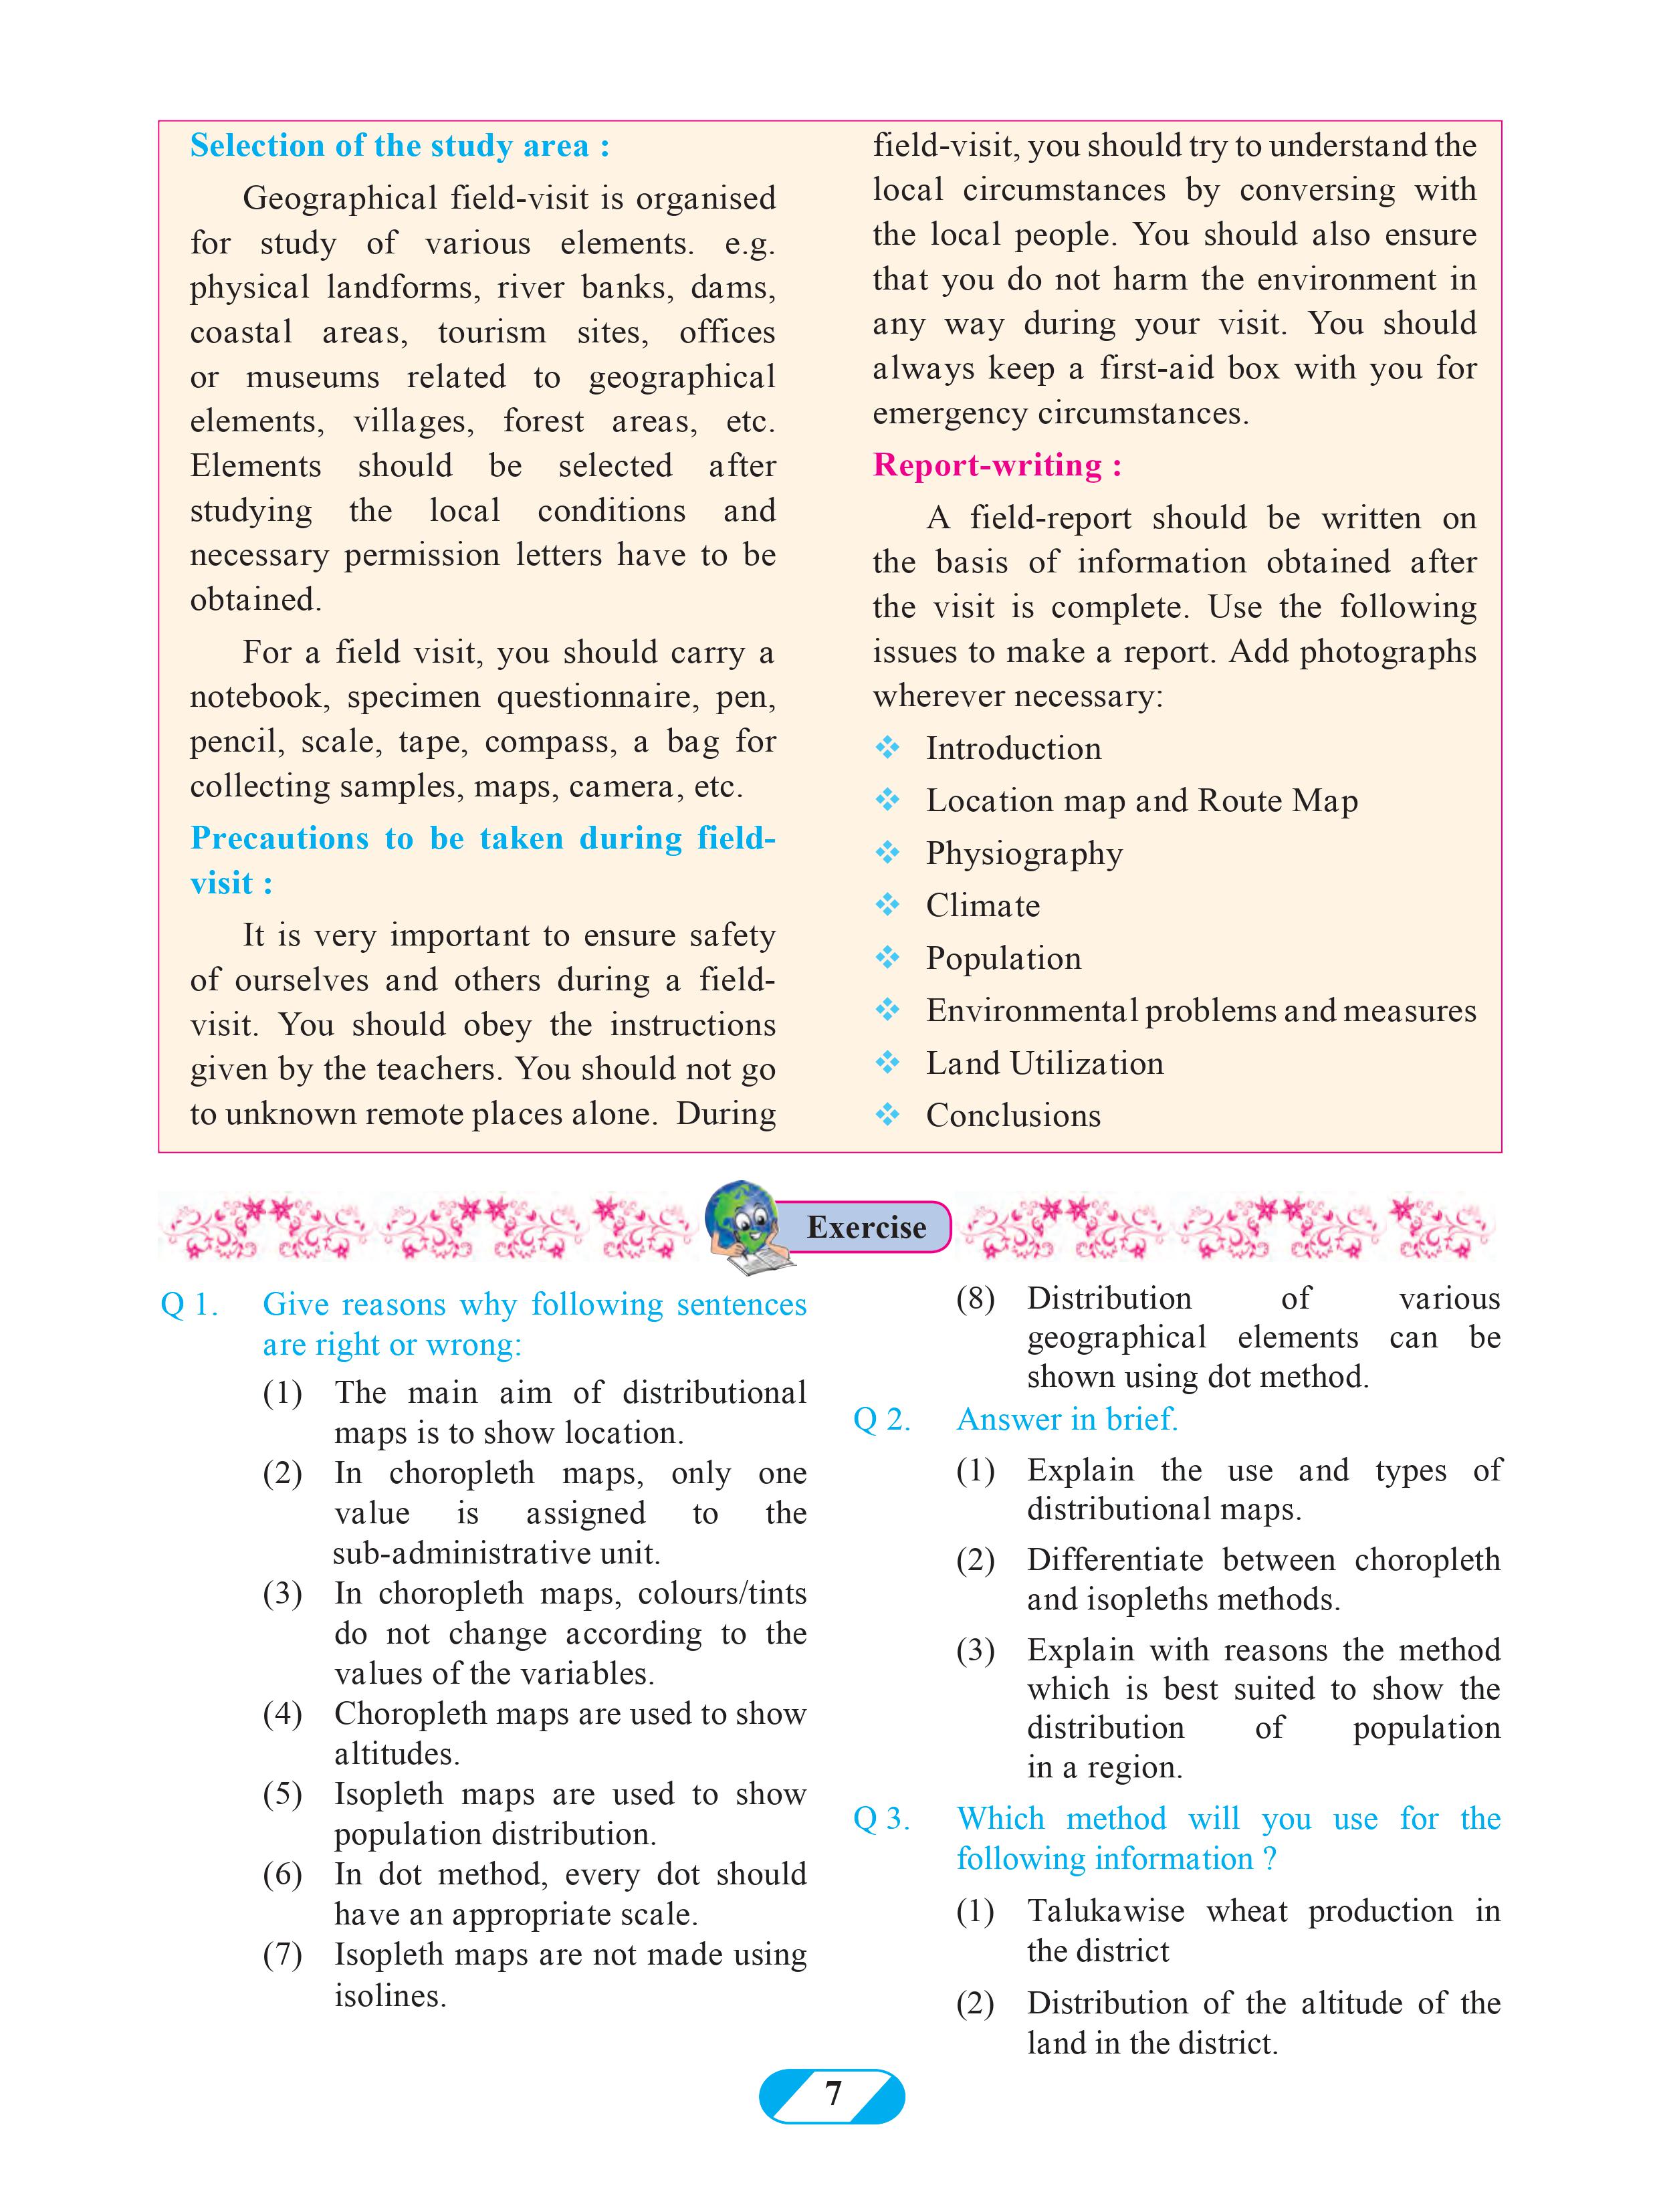 Selection of the study area :
Geographical field-visit is organised
for study of various elements. e.g.
physical landforms, river banks, dams,
coastal areas, tourism sites, offices
or museums related to geographical
elements, villages, forest areas, etc.
Elements should be selected after
studying the local conditions and
necessary permission letters have to be
obtained.
For a field visit, you should carry a
notebook, specimen questionnaire, pen,
pencil, scale, tape, compass, a bag for
collecting samples, maps, camera, etc.
Precautions to be taken during field-
visit :
It is very important to ensure safety
of ourselves and others during a field-
visit. You should obey the instructions
given by the teachers. You should not go
to unknown remote places alone. During
field-visit, you should try to understand the
local circumstances by conversing with
the local people. You should also ensure
that you do not harm the environment in
any way during your visit. You should
always keep a first-aid box with you for
emergency circumstances.
Report-writing :
A field-report should be written on
the basis of information obtained after
the visit is complete. Use the following
issues to make a report. Add photographs
wherever necessary:
❖ Introduction
❖ Location map and Route Map
❖ Physiography
❖ Climate
❖ Population
❖ Environmental problems and measures
❖ Land Utilization
❖ Conclusions
Exercise
Q 1. Give reasons why following sentences
are right or wrong:
(1) The main aim of distributional
maps is to show location.
(2) In choropleth maps, only one
value is assigned to the
sub-administrative unit.
(3) In choropleth maps, colours/tints
do not change according to the
values of the variables.
(4) Choropleth maps are used to show
altitudes.
(5) Isopleth maps are used to show
population distribution.
(6) In dot method, every dot should
have an appropriate scale.
(7) Isopleth maps are not made using
isolines.
(8) Distribution of various
geographical elements can be
shown using dot method.
Q 2. Answer in brief.
(1) Explain the use and types of
distributional maps.
(2) Differentiate between choropleth
and isopleths methods.
(3) Explain with reasons the method
which is best suited to show the
distribution of population
in a region.
Q 3. Which method will you use for the
following information ?
(1) Talukawise wheat production in
the district
(2) Distribution of the altitude of the
land in the district.
7